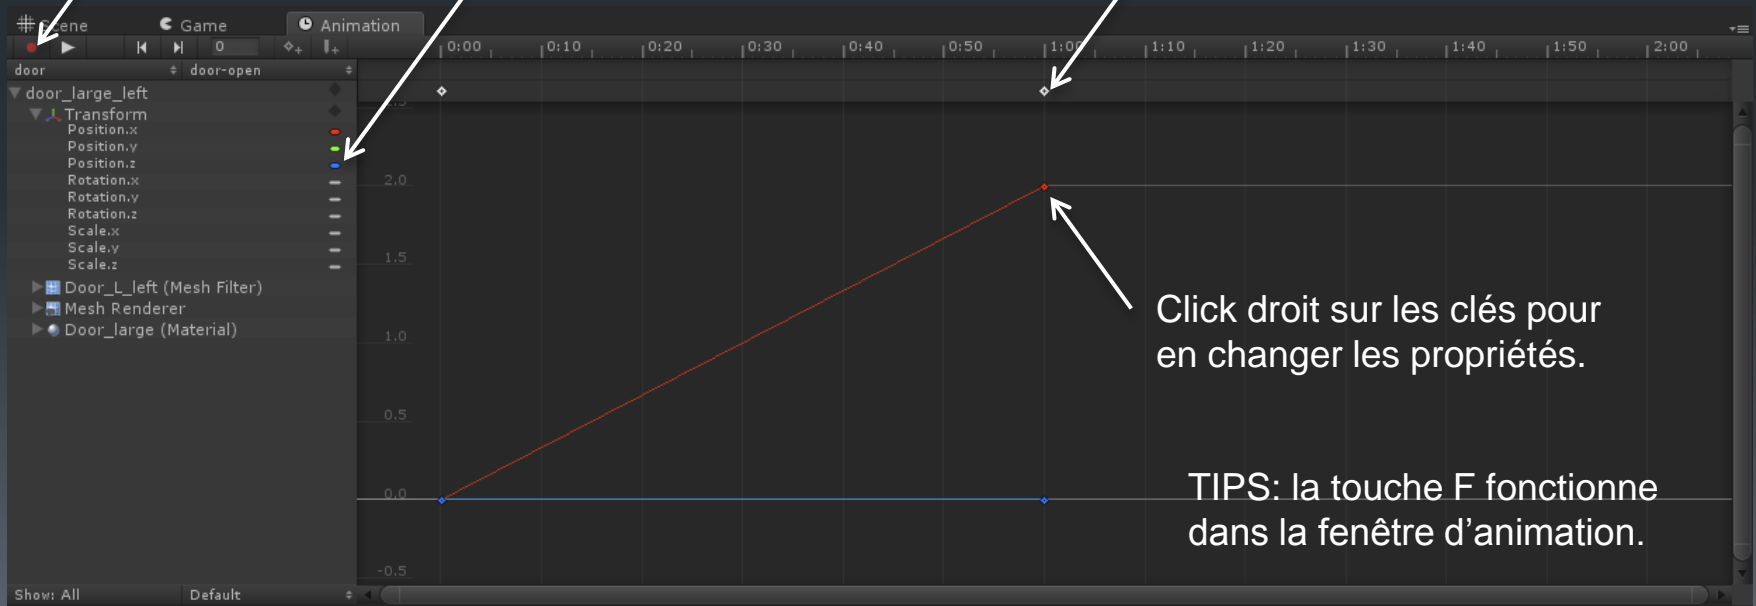 Scene Game Animation
0 0:00 0:10 0:20 0:30 0:40 0:50 1:00 1:10 1:20 1:30 1:40 1:50 2:00
door door-open
door_large_left
Transform
Position.x
Position.y
Position.z
Rotation.x
Rotation.y
Rotation.z
Scale.x
Scale.y
Scale.z
Door_L_left (Mesh Filter)
Mesh Renderer
Door_large (Material)
2.0
1.5
1.0
0.5
0.0
-0.5
Click droit sur les clés pour
en changer les propriétés.
TIPS: la touche F fonctionne
dans la fenêtre d’animation.
Show: All Default